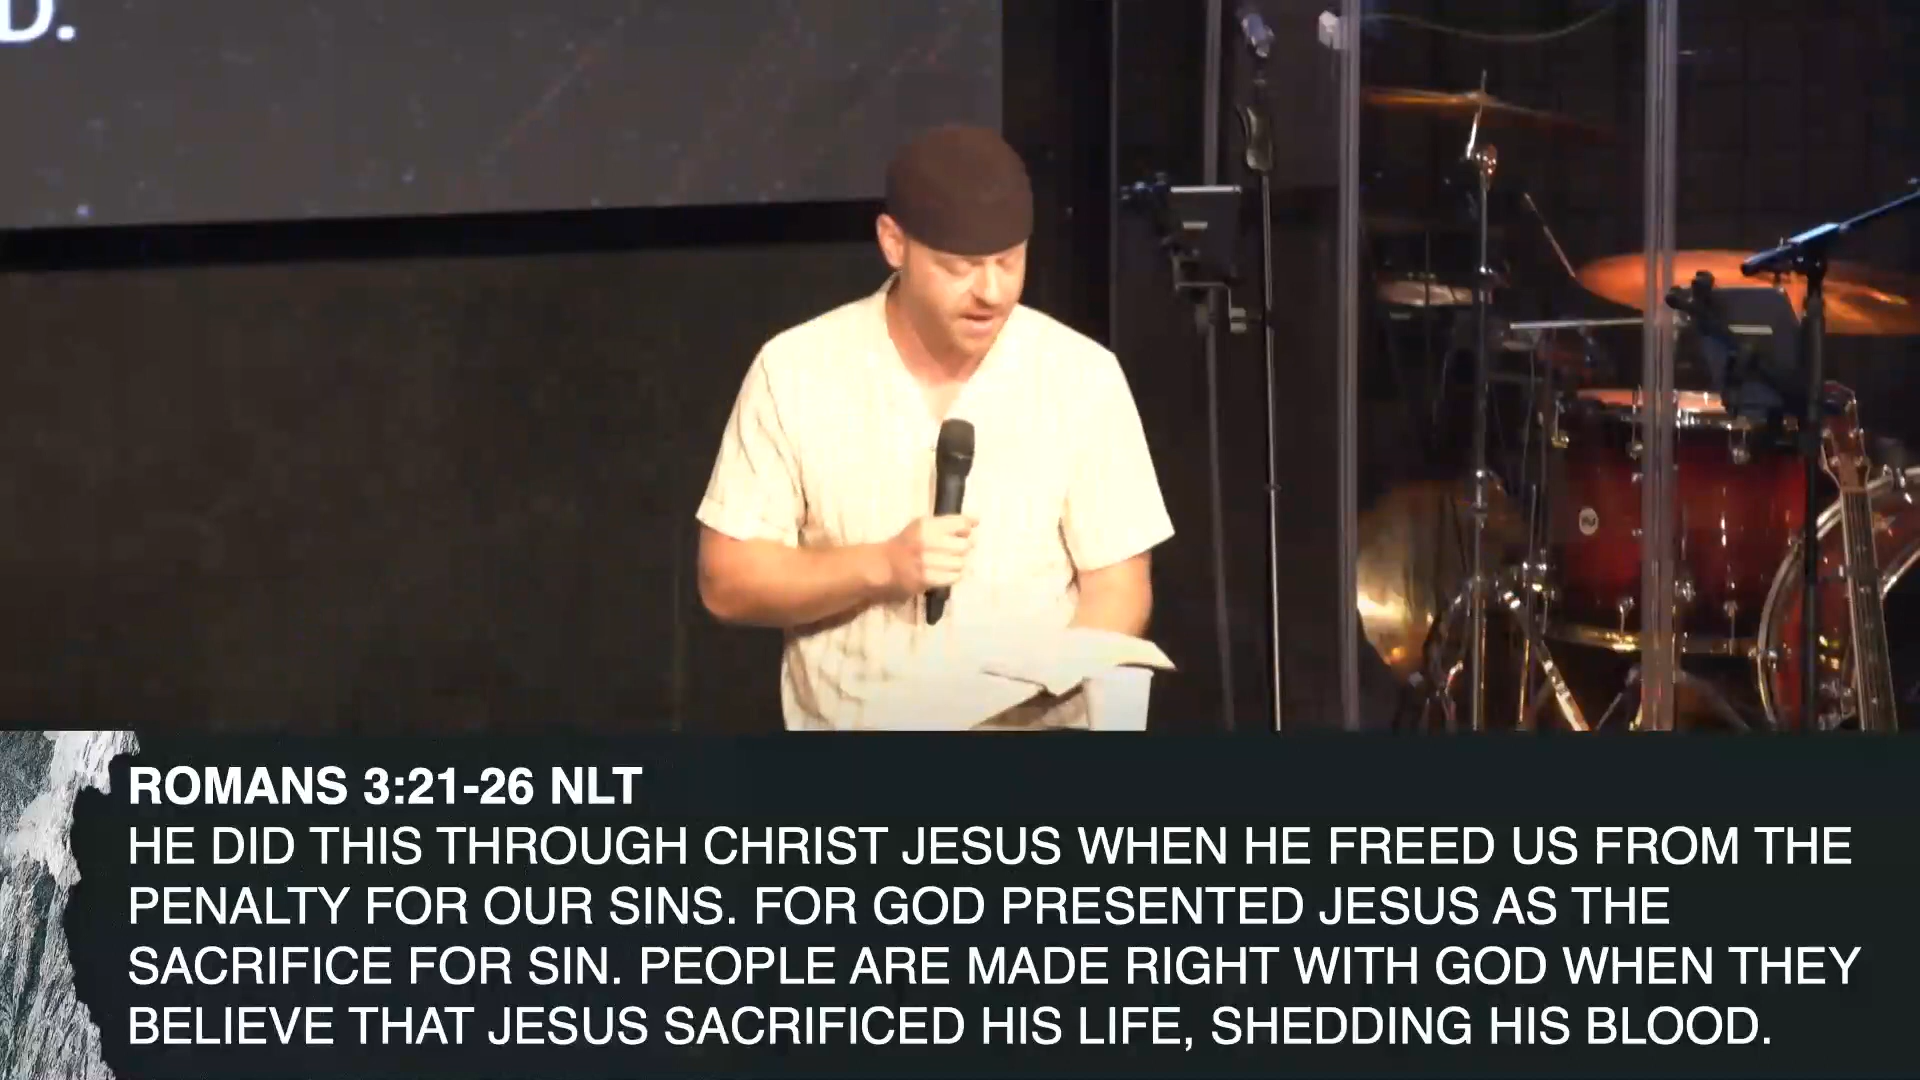 D.
ROMANS 3:21-26 NLT
HE DID THIS THROUGH CHRIST JESUS WHEN HE FREED US FROM THE
PENALTY FOR OUR SINS. FOR GOD PRESENTED JESUS AS THE
SACRIFICE FOR SIN. PEOPLE ARE MADE RIGHT WITH GOD WHEN THEY
BELIEVE THAT JESUS SACRIFICED HIS LIFE, SHEDDING HIS BLOOD.